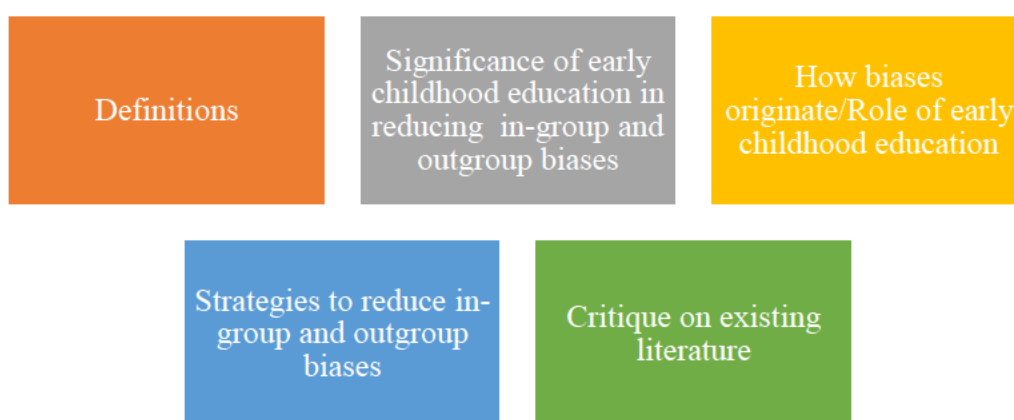 Definitions
Significance of early
childhood education in
reducing in-group and
outgroup biases
How biases
originate/Role of early
childhood education
Strategies to reduce in-
group and outgroup
biases
Critique on existing
literature